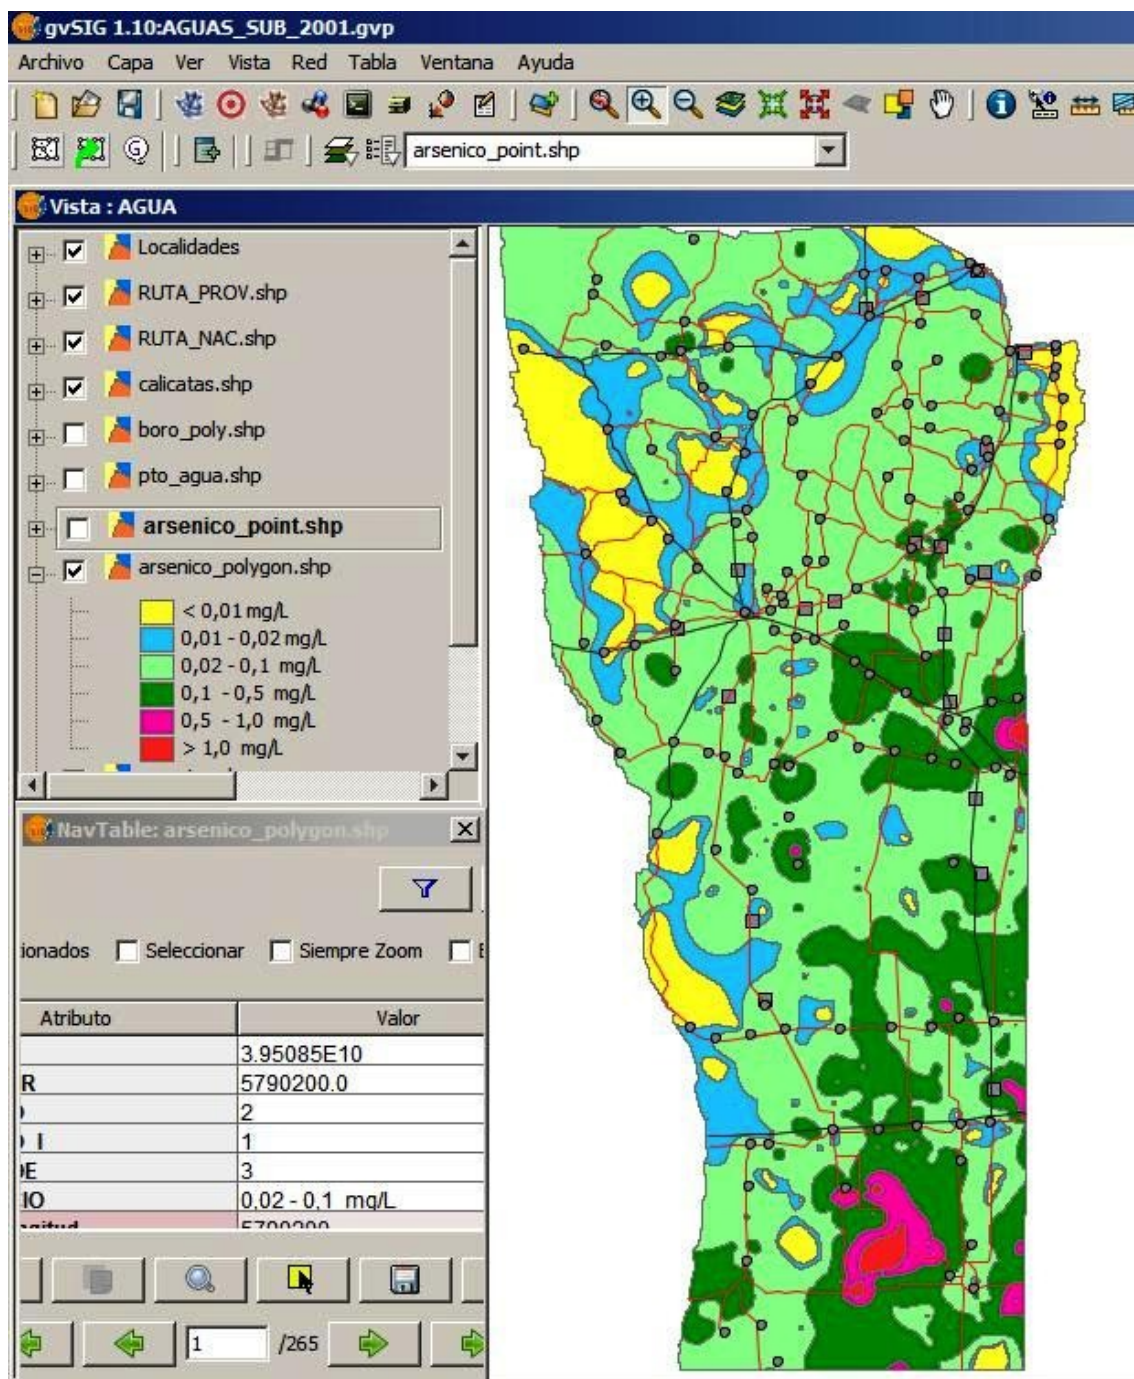 gvSIG 1.10:AGUAS_SUB_2001.gvp
Archivo Capa Ver Vista Red Tabla Ventana Ayuda
arsenico_point.shp
Vista : AGUA
Localidades
RUTA_PROV.shp
RUTA_NAC.shp
calicatas.shp
boro_poly.shp
pto_agua.shp
arsenico_point.shp
arsenico_polygon.shp
< 0,01 mg/L
0,01 - 0,02 mg/L
0,02 - 0,1 mg/L
0,1 - 0,5 mg/L
0,5 - 1,0 mg/L
> 1,0 mg/L
NavTable: arsenico_polygon.shp
ionados Seleccionar Siempre Zoom
Atributo Valor
3.95085E10
R 5790200.0
2
I 1
DE 3
IO 0,02 - 0,1 mg/L
1 /265